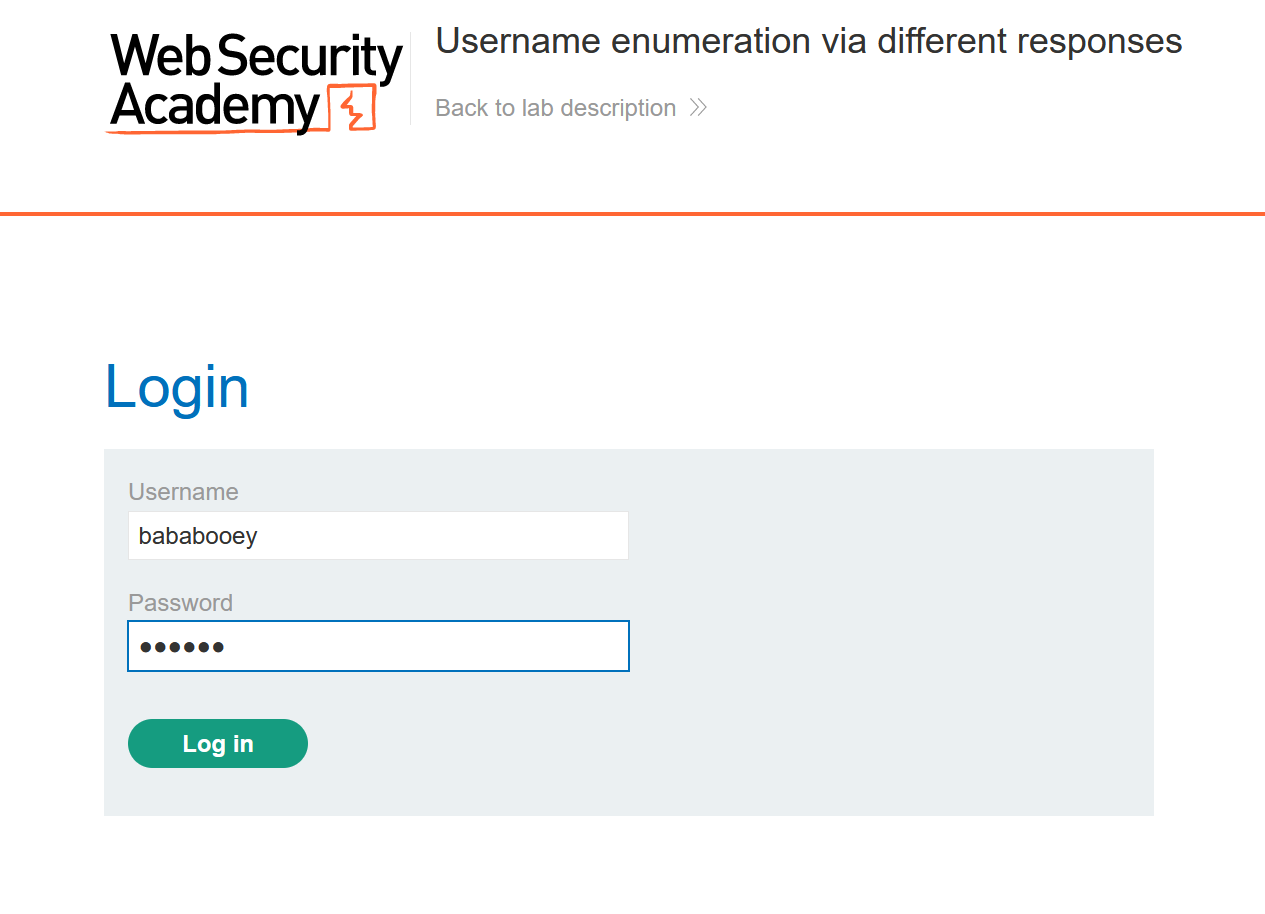 Web Security
Academy
Username enumeration via different responses
Back to lab description
Login
Username
bababooey
Password
••••••
Log in